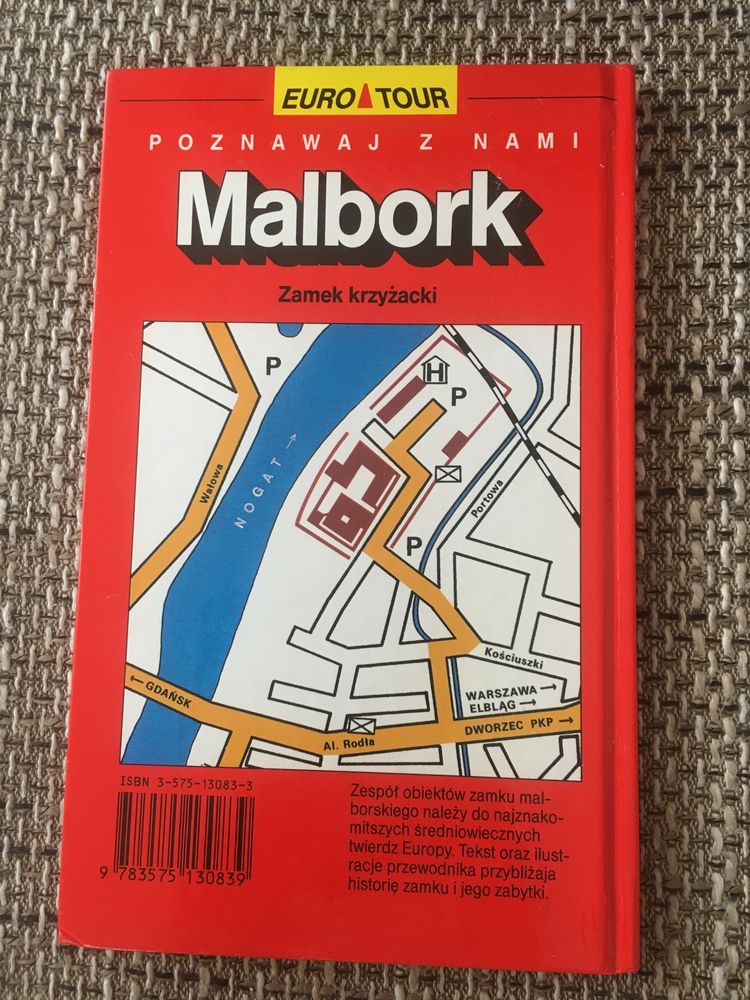 EURO TOUR
POZNAWAJ Z NAMI
Malbork
Zamek krzyżacki
P
H
P
Wałowa
NOGAT →
Portowa
P
Kościuszki
← GDAŃSK
WARSZAWA →
ELBLĄG →
Al. Rodła
DWORZEC PKP →
ISBN 3-575-13083-3
9 783575 130839
Zespół obiektów zamku mal-
borskiego należy do najznako-
mitszych średniowiecznych
twierdz Europy. Tekst oraz ilust-
racje przewodnika przybliżaja
historię zamku i jego zabytki.